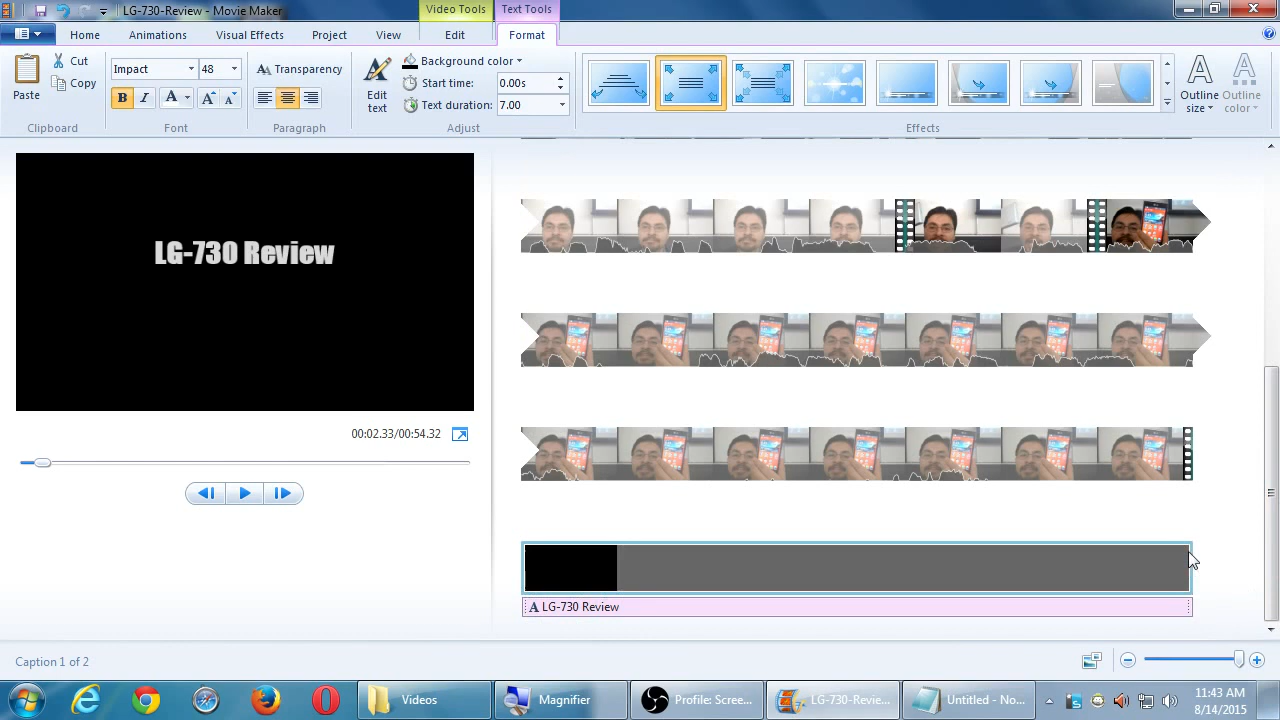 LG-730-Review - Movie Maker
Video Tools
Text Tools
Home
Animations
Visual Effects
Project
View
Edit
Format
Paste
Cut
Copy
Clipboard
Impact
48
B
I
A
A
A
Font
Transparency
Paragraph
Edit text
Background color
Start time:
0.00s
Text duration:
7.00
Adjust
Effects
Outline size
Outline color
LG-730 Review
00:02.33/00:54.32
A LG-730 Review
Caption 1 of 2
Videos
Magnifier
Profile: Scree...
LG-730-Revie...
Untitled - No...
11:43 AM
8/14/2015